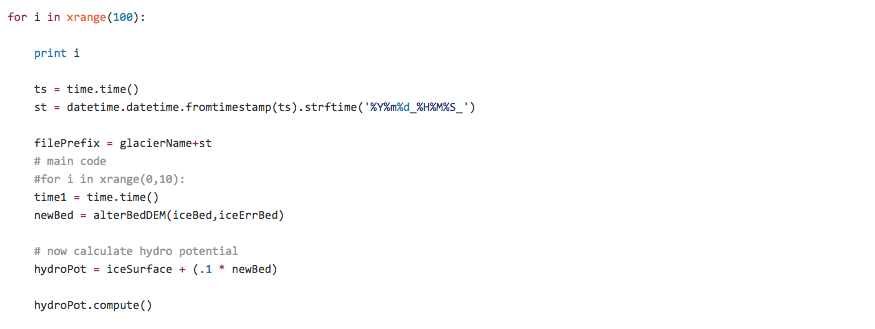 for i in xrange(100):
    print i
    ts = time.time()
    st = datetime.datetime.fromtimestamp(ts).strftime('%Y%m%d_%H%M%S_')
    filePrefix = glacierName+st
    # main code
    #for i in xrange(0,10):
    time1 = time.time()
    newBed = alterBedDEM(iceBed,iceErrBed)
    # now calculate hydro potential
    hydroPot = iceSurface + (.1 * newBed)
    hydroPot.compute()